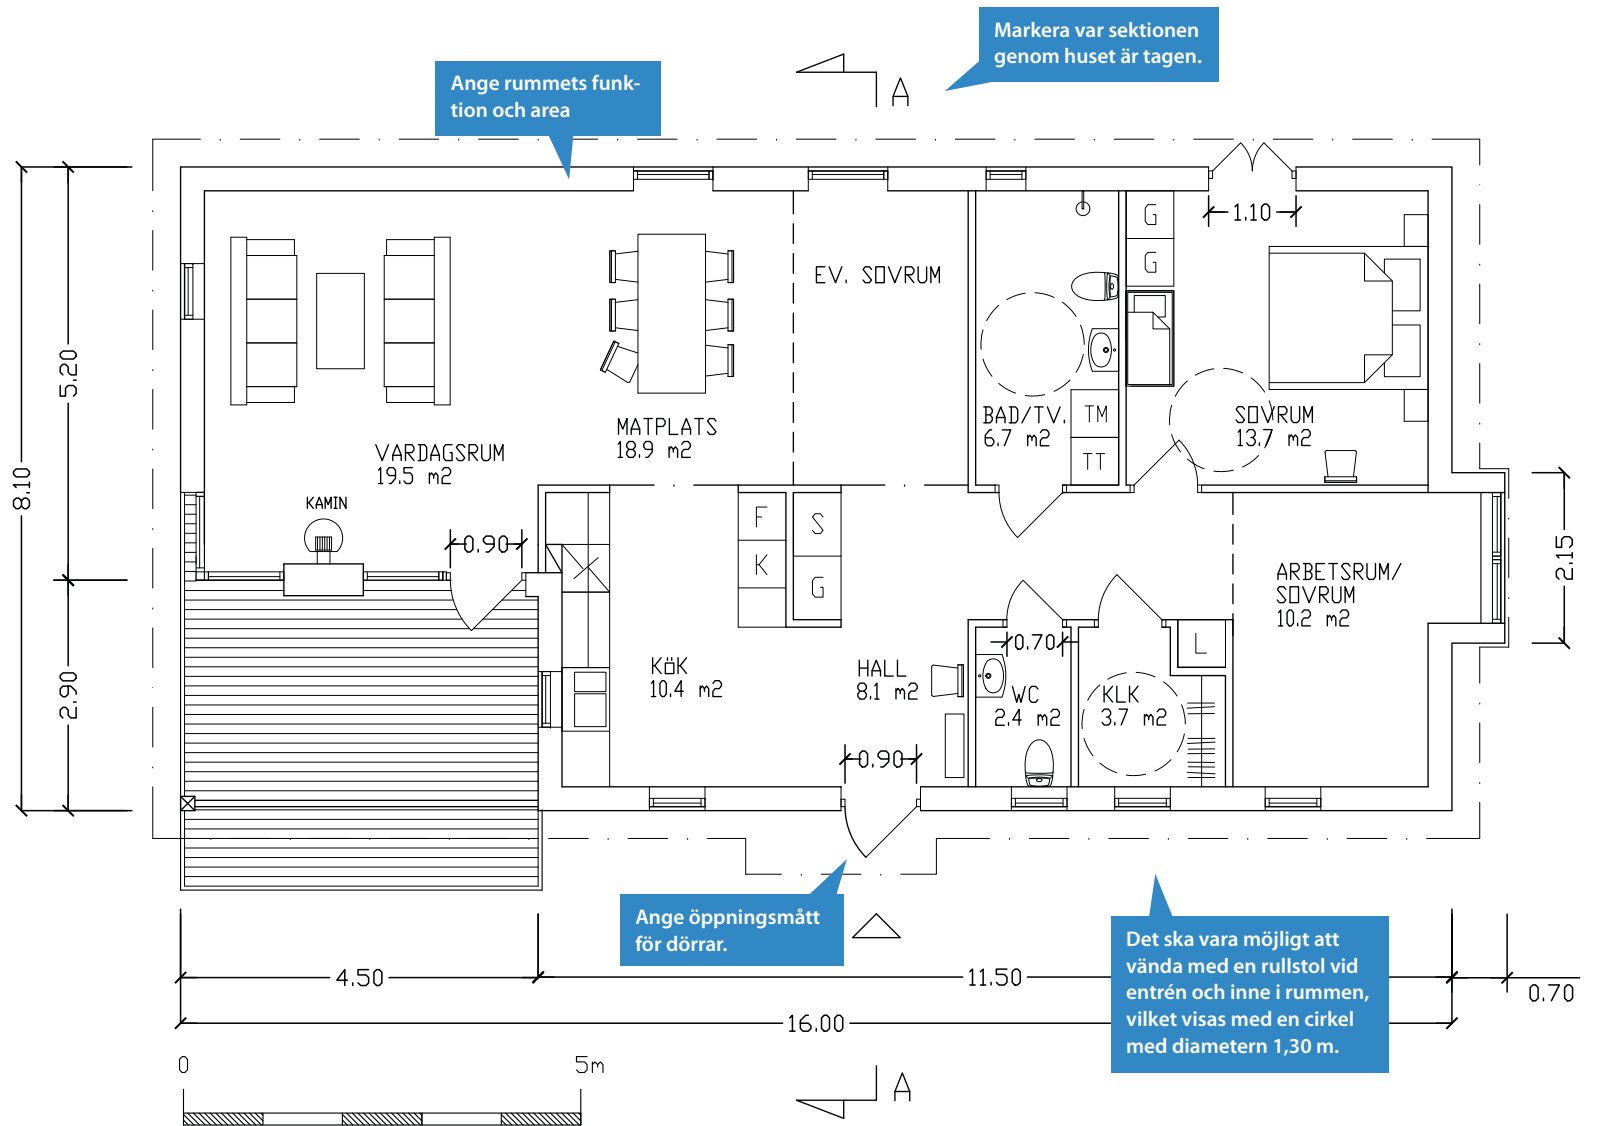 Markera var sektionen
genom huset är tagen.
Ange rummets funk-
tion och area
A
1.10
G
G
EV. SOVRUM
5.20
8.10
MATPLATS
18.9 m2
BAD/TV.
6.7 m2
TM
TT
SOVRUM
13.7 m2
VARDAGSRUM
19.5 m2
KAMIN
0.90
F
K
S
G
ARBETSRUM/
SOVRUM
10.2 m2
2.15
2.90
KöK
10.4 m2
HALL
8.1 m2
0.70
WC
2.4 m2
KLK
3.7 m2
L
0.90
Ange öppningsmått
för dörrar.
Det ska vara möjligt att
vända med en rullstol vid
entrén och inne i rummen,
vilket visas med en cirkel
med diametern 1,30 m.
4.50
11.50
0.70
16.00
0
5m
A